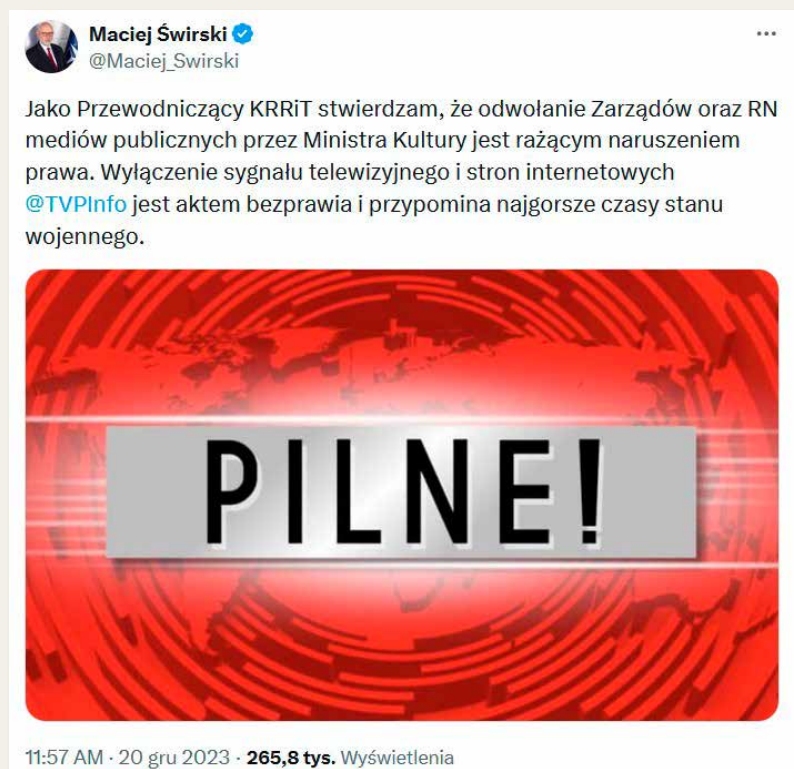 Maciej Świrski
@Maciej_Swirski
Jako Przewodniczący KRRiT stwierdzam, że odwołanie Zarządów oraz RN
mediów publicznych przez Ministra Kultury jest rażącym naruszeniem
prawa. Wyłączenie sygnału telewizyjnego i stron internetowych
@TVPInfo jest aktem bezprawia i przypomina najgorsze czasy stanu
wojennego.
PILNE!
11:57 AM · 20 gru 2023 · 265,8 tys. Wyświetlenia